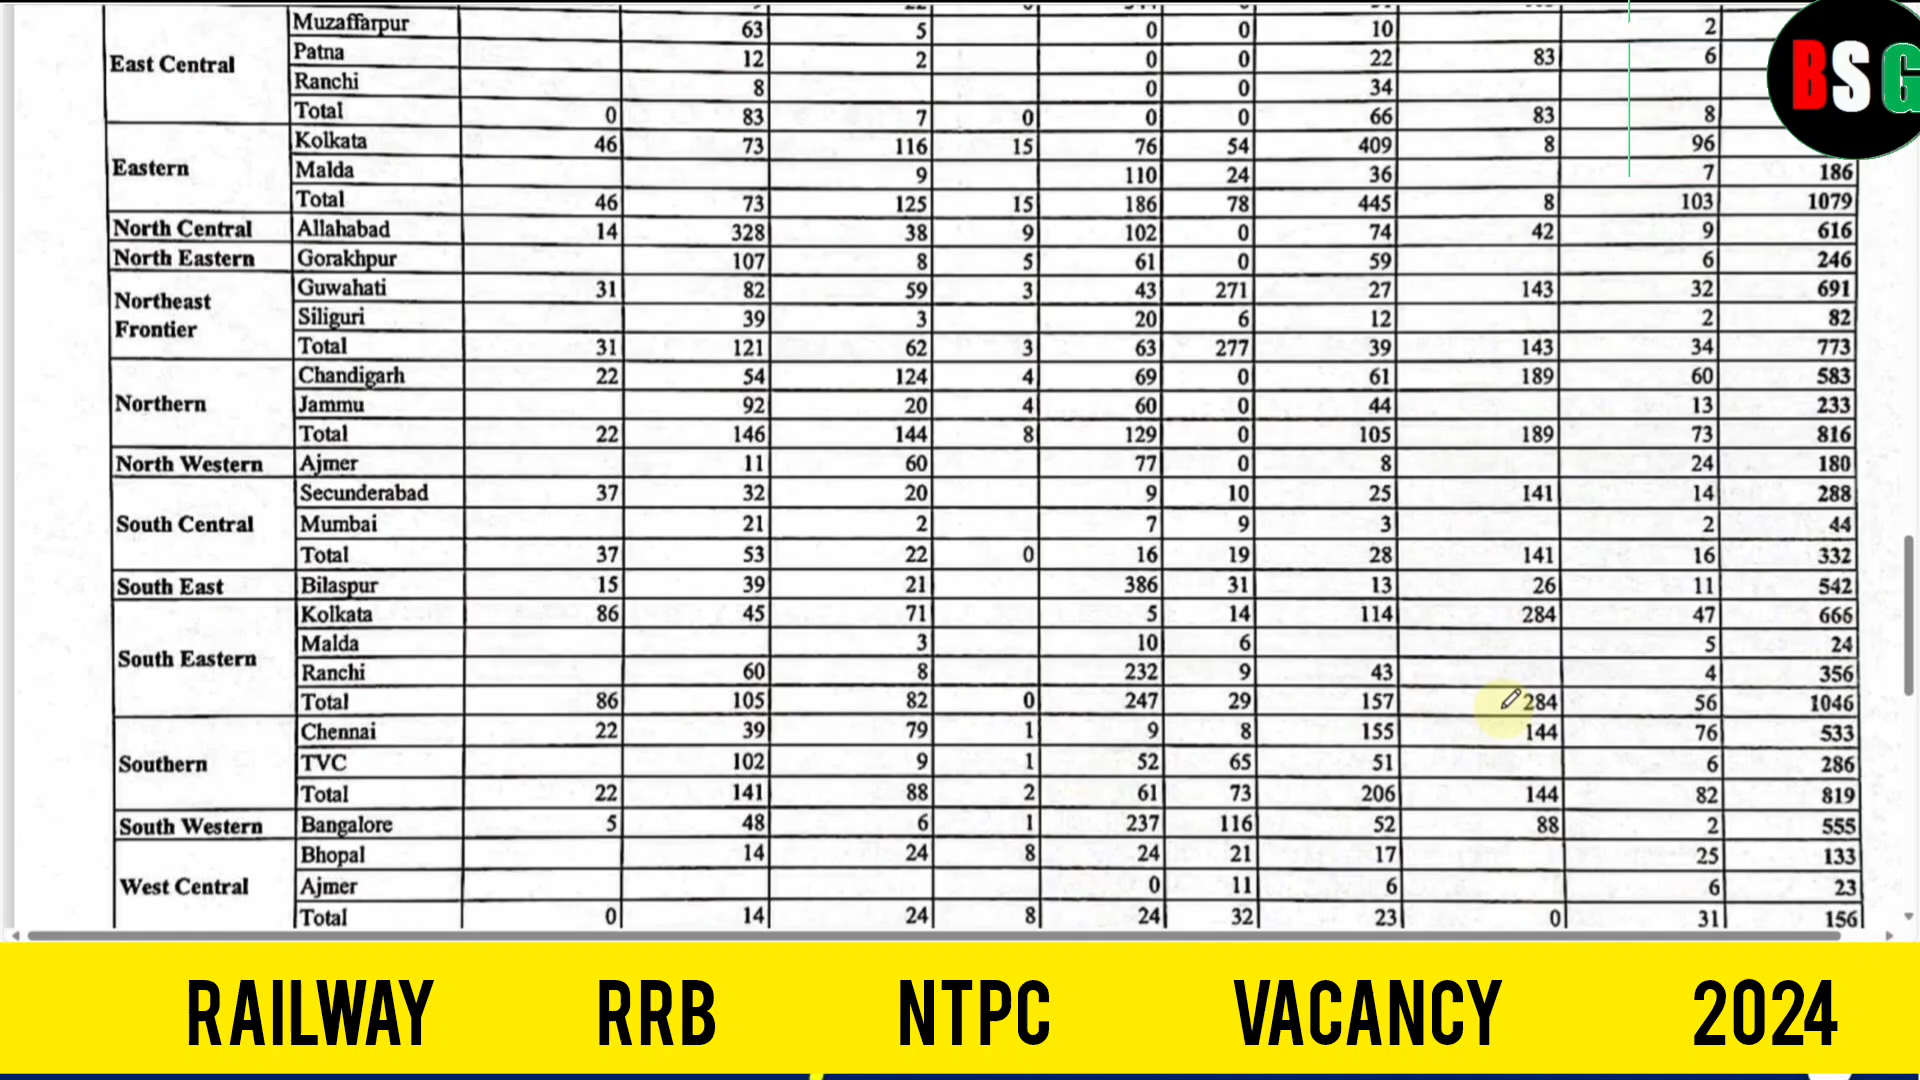 Muzaffarpur 63 5 0 0 10 2
East Central Patna 12 2 0 0 22 83 6
Ranchi 8 0 0 34
Total 0 83 7 0 0 0 66 83 8
BSG
Kolkata 46 73 116 15 76 54 409 8 96
Eastern Malda 9 110 24 36 7 186
Total 46 73 125 15 186 78 445 8 103 1079
North Central Allahabad 14 328 38 9 102 0 74 42 9 616
North Eastern Gorakhpur 107 8 5 61 0 59 6 246
Northeast Guwahati 31 82 59 3 43 271 27 143 32 691
Frontier Siliguri 39 3 20 6 12 2 82
Total 31 121 62 3 63 277 39 143 34 773
Chandigarh 22 54 124 4 69 0 61 189 60 583
Northern Jammu 92 20 4 60 0 44 13 233
Total 22 146 144 8 129 0 105 189 73 816
North Western Ajmer 11 60 77 0 8 24 180
Secunderabad 37 32 20 9 10 25 141 14 288
South Central Mumbai 21 2 7 9 3 2 44
Total 37 53 22 0 16 19 28 141 16 332
South East Bilaspur 15 39 21 386 31 13 26 11 542
Kolkata 86 45 71 5 14 114 284 47 666
Malda 3 10 6 5 24
South Eastern Ranchi 60 8 232 9 43 4 356
Total 86 105 82 0 247 29 157 284 56 1046
Chennai 22 39 79 1 9 8 155 144 76 533
Southern TVC 102 9 1 52 65 51 6 286
Total 22 141 88 2 61 73 206 144 82 819
South Western Bangalore 5 48 6 1 237 116 52 88 2 555
Bhopal 14 24 8 24 21 17 25 133
West Central Ajmer 0 11 6 6 23
Total 0 14 24 8 24 32 23 0 31 156
RAILWAY RRB NTPC VACANCY 2024